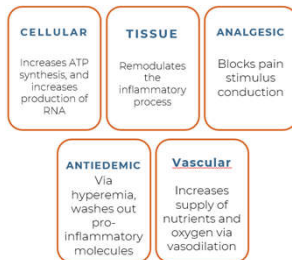 CELLULAR
Increases ATP
synthesis, and
increases
production of
RNA
TISSUE
Remodulates
the
inflammatory
process
ANALGESIC
Blocks pain
stimulus
conduction
ANTIEDEMIC
Via
hyperemia,
washes out
pro-
inflammatory
molecules
Vascular
Increases
supply of
nutrients and
oxygen via
vasodilation